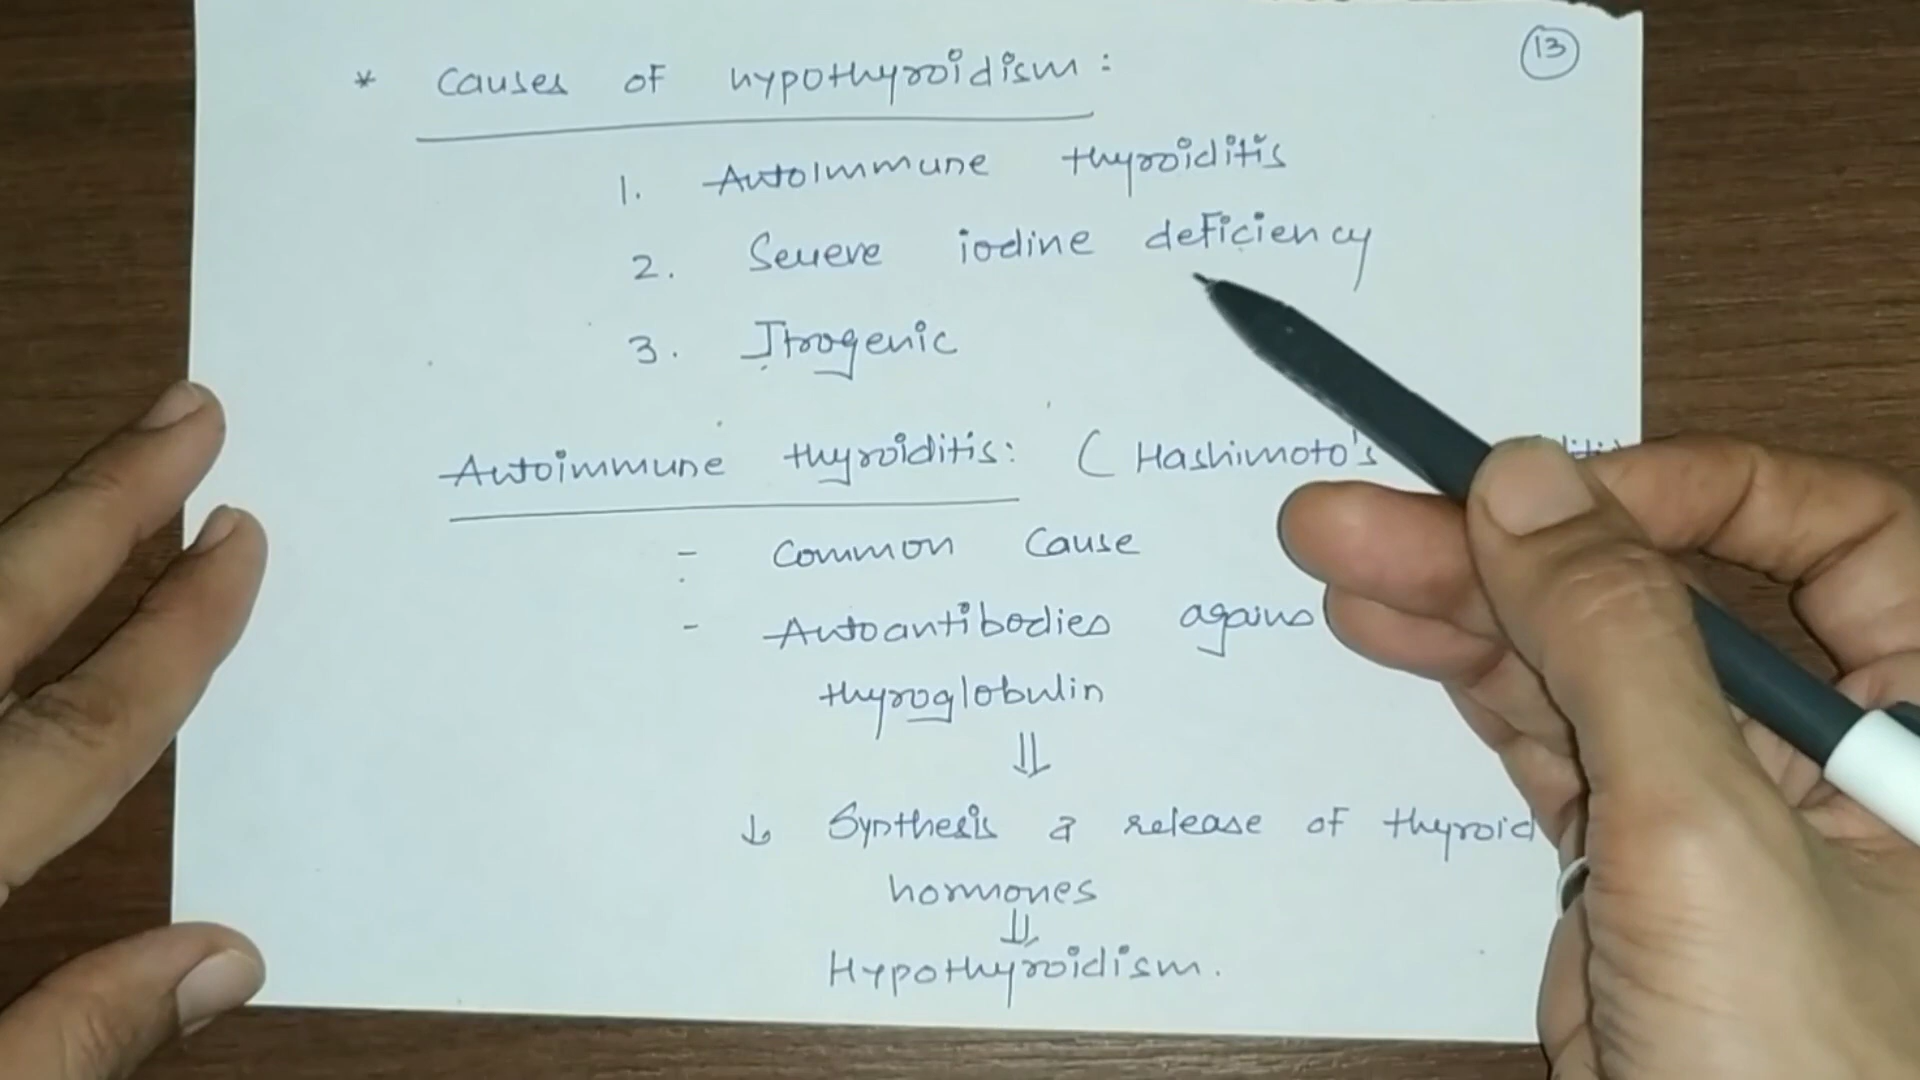 13
* Causes of hypothyroidism:
1. Autoimmune thyroiditis
2. Severe iodine deficiency
3. Itrogenic
Autoimmune thyroiditis: (Hashimoto's
- Common Cause
- Autoantibodies agains
thyroglobulin
⇓
↓ Synthesis & release of thyroid
hormones
⇓
Hypothyroidism.